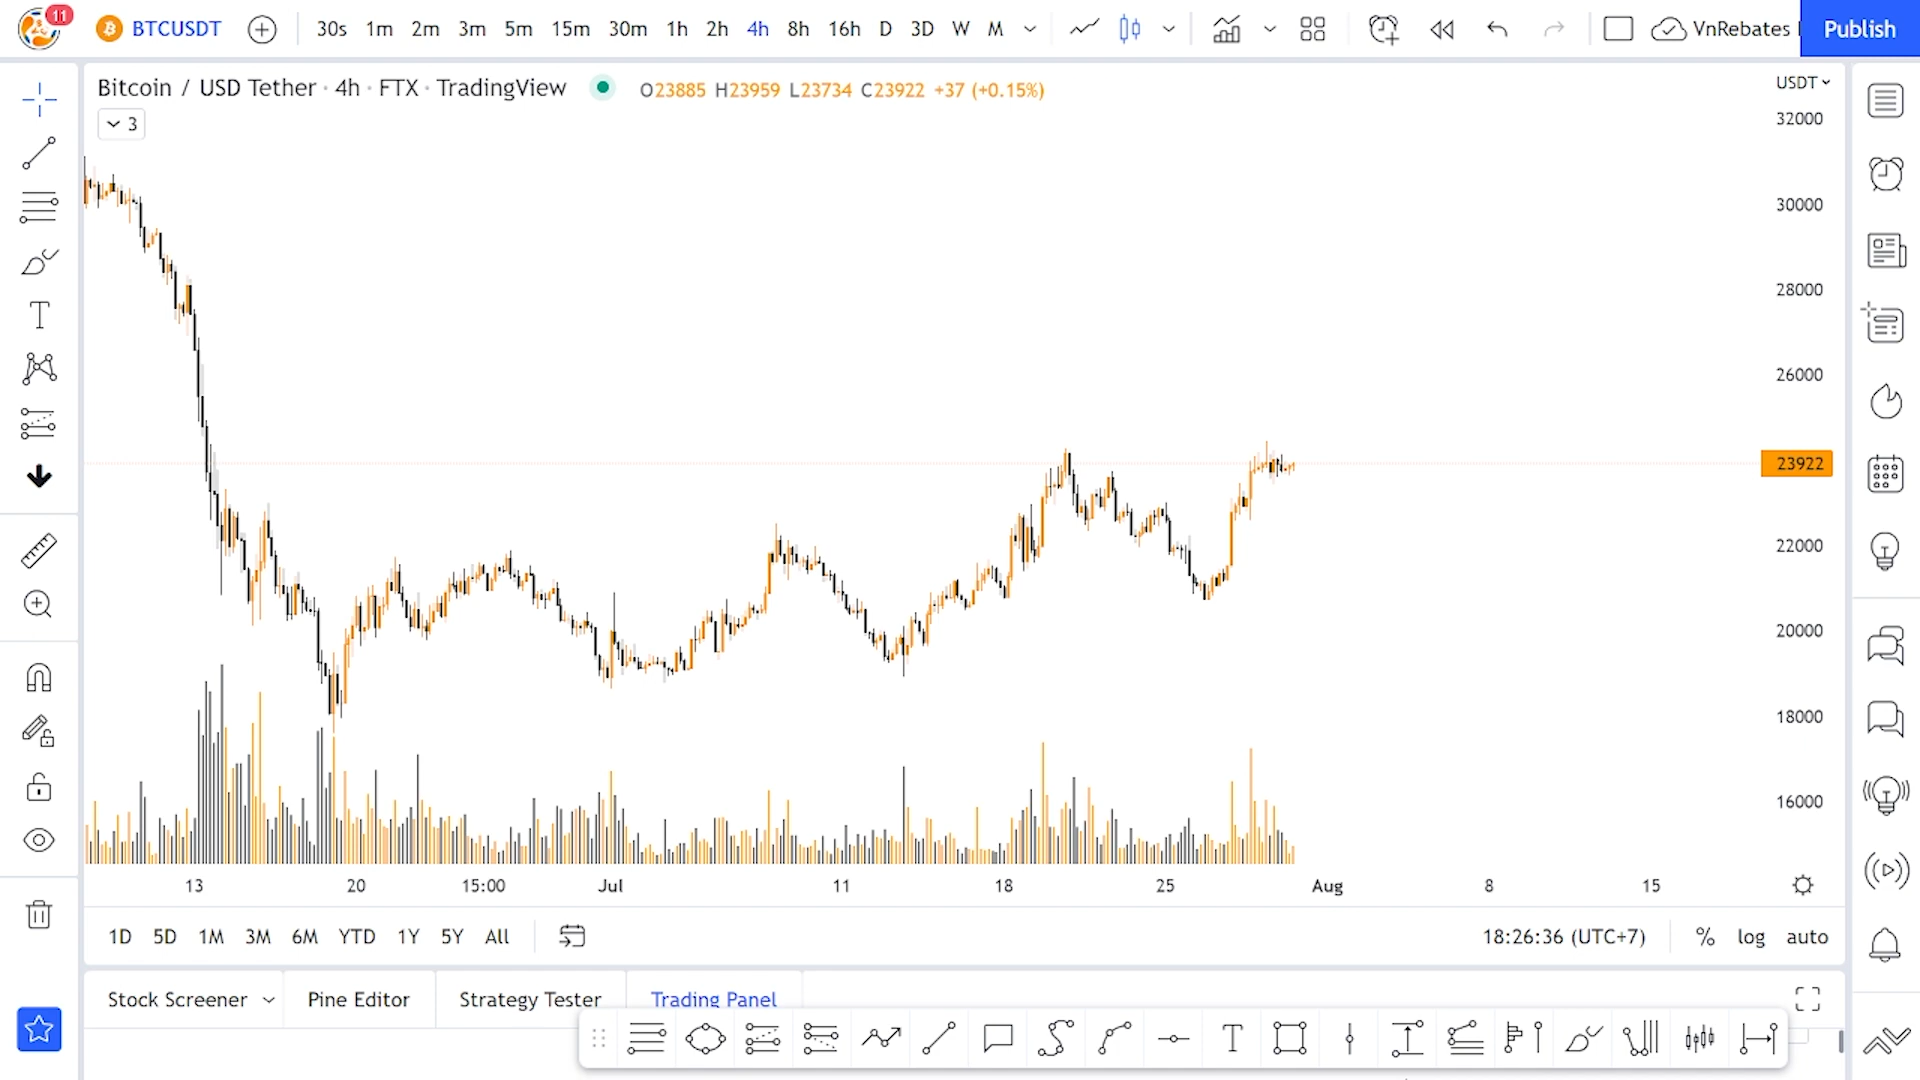 11
BTCUSDT 30s 1m 2m 3m 5m 15m 30m 1h 2h 4h 8h 16h D 3D W M VnRebates Publish
Bitcoin / USD Tether · 4h · FTX · TradingView O23885 H23959 L23734 C23922 +37 (+0.15%) USDT
3
32000
30000
28000
26000
23922
22000
20000
18000
16000
13 20 15:00 Jul 11 18 25 Aug 8 15
1D 5D 1M 3M 6M YTD 1Y 5Y All 18:26:36 (UTC+7) % log auto
Stock Screener Pine Editor Strategy Tester Trading Panel